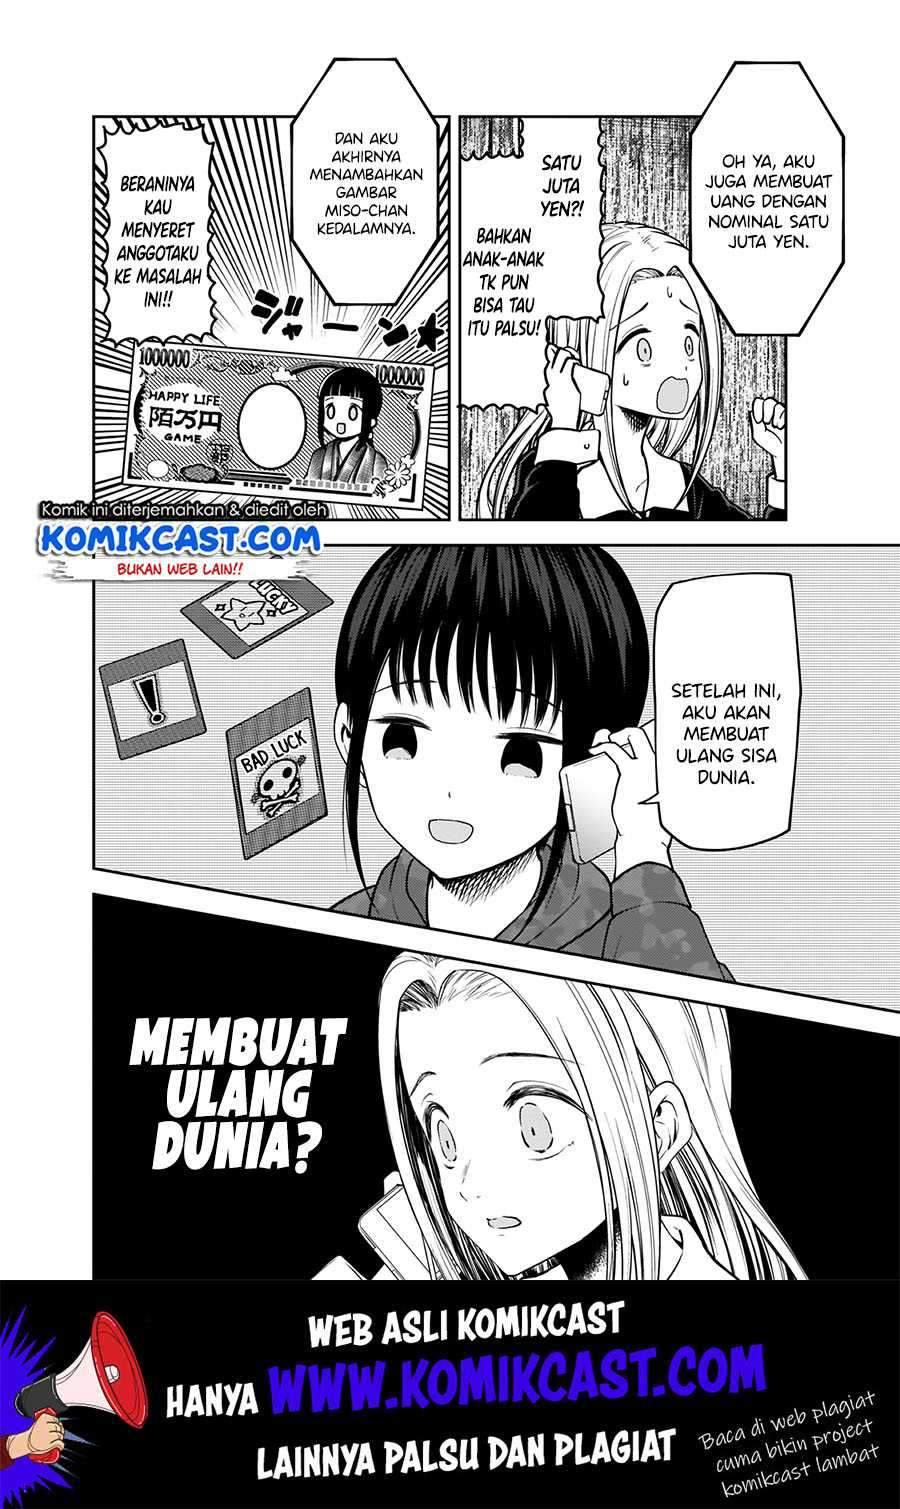 OH YA, AKU
JUGA MEMBUAT
UANG DENGAN
NOMINAL SATU
JUTA YEN.
SATU
JUTA
YEN?!
BAHKAN
ANAK-ANAK
TK PUN
BISA TAU
ITU PALSU!
DAN AKU
AKHIRNYA
MENAMBAHKAN
GAMBAR
MISO-CHAN
KEDALAMNYA.
BERANINYA
KAU
MENYERET
ANGGOTAKU
KE MASALAH
INI!!
ジャーン★
1000000
1000000
HAPPY LIFE
陌万円
GAME
Komik ini diterjemahkan & diedit oleh
KOMIKCAST.COM
BUKAN WEB LAIN!!
LUCKY
!
BAD LUCK
SETELAH INI,
AKU AKAN
MEMBUAT
ULANG SISA
DUNIA.
MEMBUAT
ULANG
DUNIA?
WEB ASLI KOMIKCAST
HANYA WWW.KOMIKCAST.COM
LAINNYA PALSU DAN PLAGIAT
Baca di web plagiat
cuma bikin project
komikcast lambat